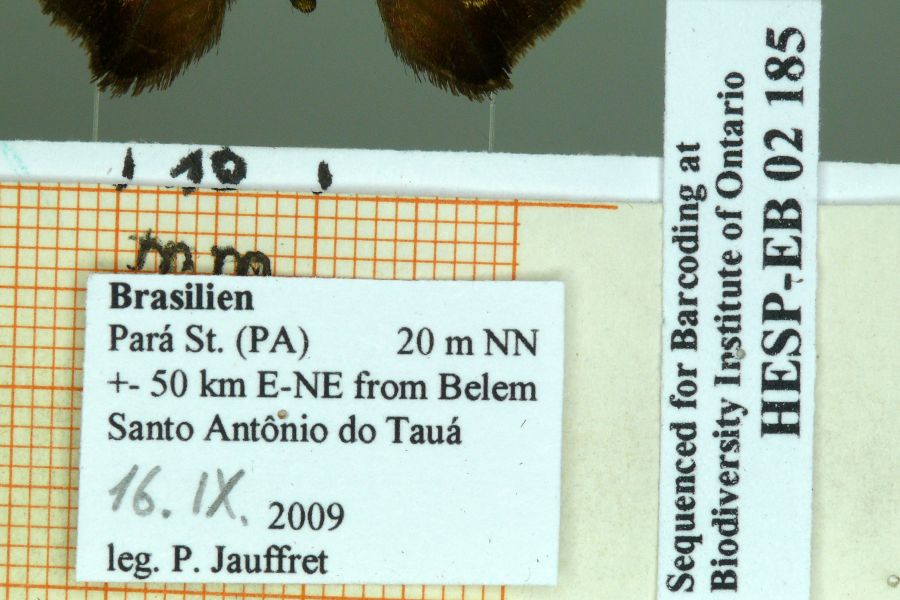 10
mm
Brasilien
Pará St. (PA) 20 m NN
+- 50 km E-NE from Belem
Santo Antônio do Tauá
16. IX. 2009
leg. P. Jauffret
Sequenced for Barcoding at
Biodiversity Institute of Ontario
HESP-EB 02 185